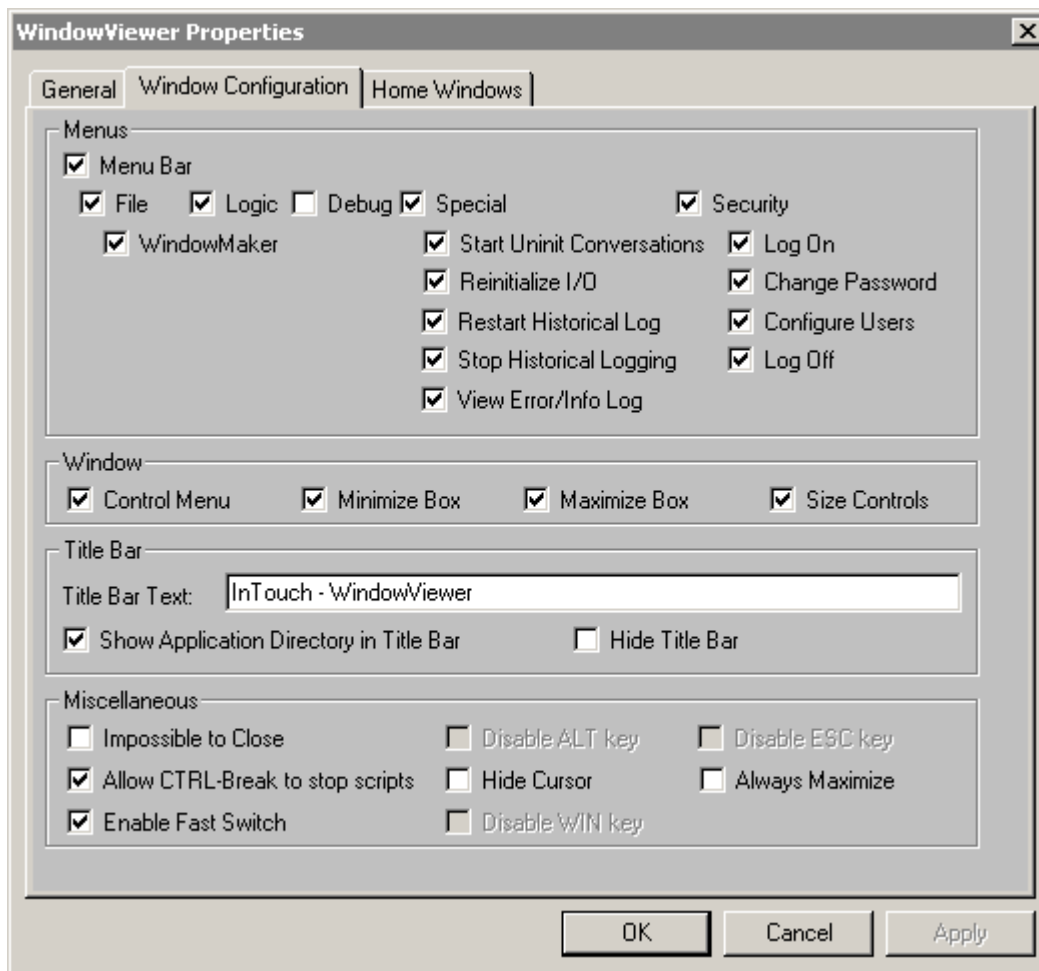 WindowViewer Properties
General Window Configuration Home Windows
Menus
Menu Bar
File Logic Debug Special Security
WindowMaker Start Uninit Conversations Log On
Reinitialize I/O Change Password
Restart Historical Log Configure Users
Stop Historical Logging Log Off
View Error/Info Log
Window
Control Menu Minimize Box Maximize Box Size Controls
Title Bar
Title Bar Text: InTouch - WindowViewer
Show Application Directory in Title Bar Hide Title Bar
Miscellaneous
Impossible to Close Disable ALT key Disable ESC key
Allow CTRL-Break to stop scripts Hide Cursor Always Maximize
Enable Fast Switch Disable WIN key
OK Cancel Apply